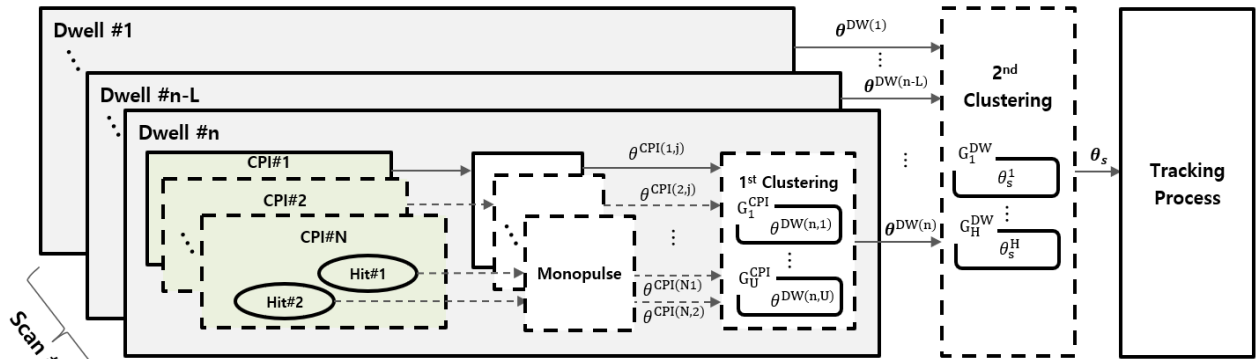 Dwell #1
Dwell #n-L
Dwell #n
CPI#1
CPI#2
CPI#N
Hit#1
Hit#2
Monopulse
θ^CPI(1,j)
θ^CPI(2,j)
θ^CPI(N1)
θ^CPI(N,2)
1st Clustering
G_1^CPI
θ^DW(n,1)
G_U^CPI
θ^DW(n,U)
θ^DW(1)
θ^DW(n-L)
θ^DW(n)
2nd
Clustering
G_1^DW
θ_s^1
G_H^DW
θ_s^H
θ_s
Tracking
Process
Scan